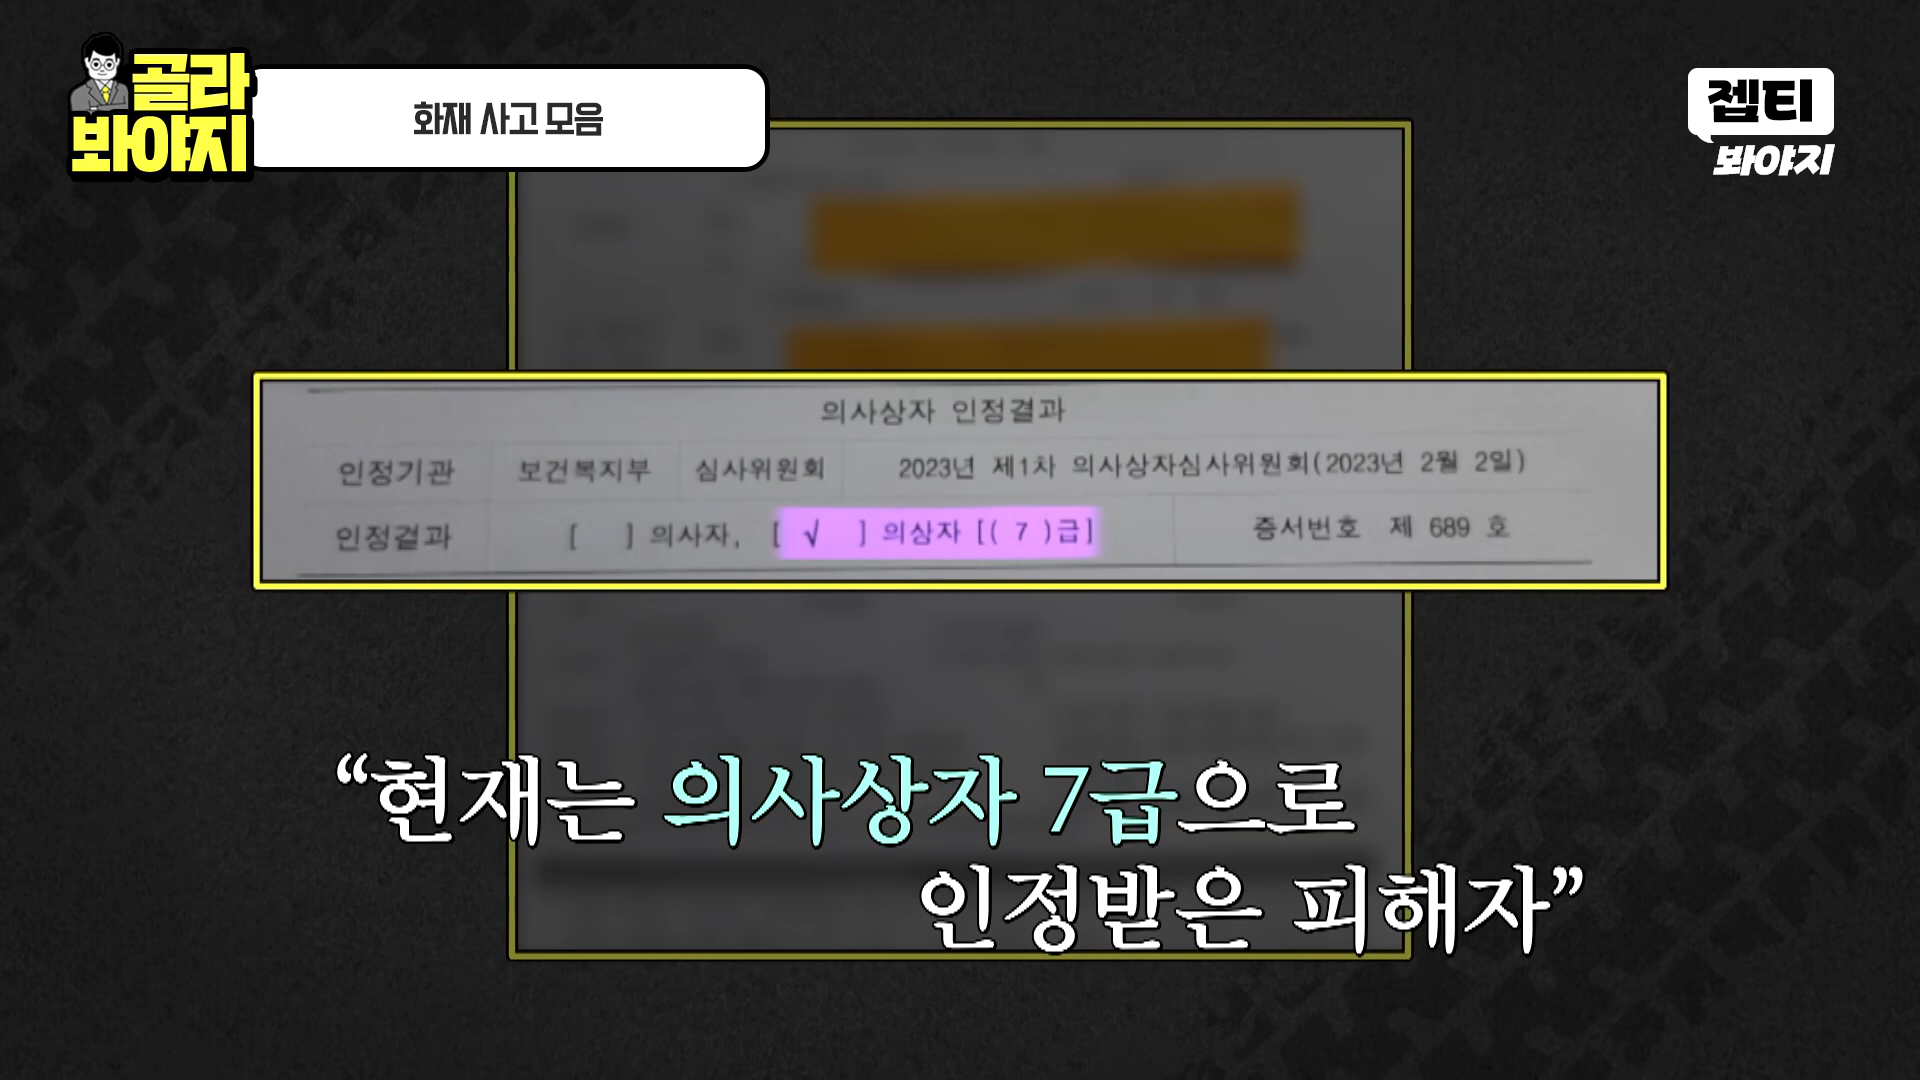 골라
봐야지
화재 사고 모음
젭티
봐야지
의사상자 인정결과
인정기관 보건복지부 심사위원회 2023년 제1차 의사상자심사위원회(2023년 2월 2일)
인정결과 [ ] 의사자, [ √ ] 의상자 [( 7 )급] 증서번호 제 689 호
“현재는 의사상자 7급으로
인정받은 피해자”